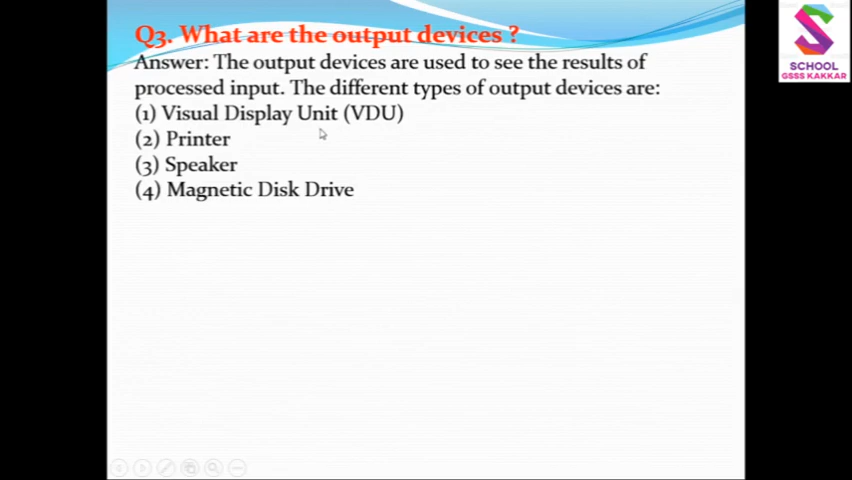 Q3. What are the output devices ?
Answer: The output devices are used to see the results of
processed input. The different types of output devices are:
(1) Visual Display Unit (VDU)
(2) Printer
(3) Speaker
(4) Magnetic Disk Drive
SCHOOL
GSSS KAKKAR